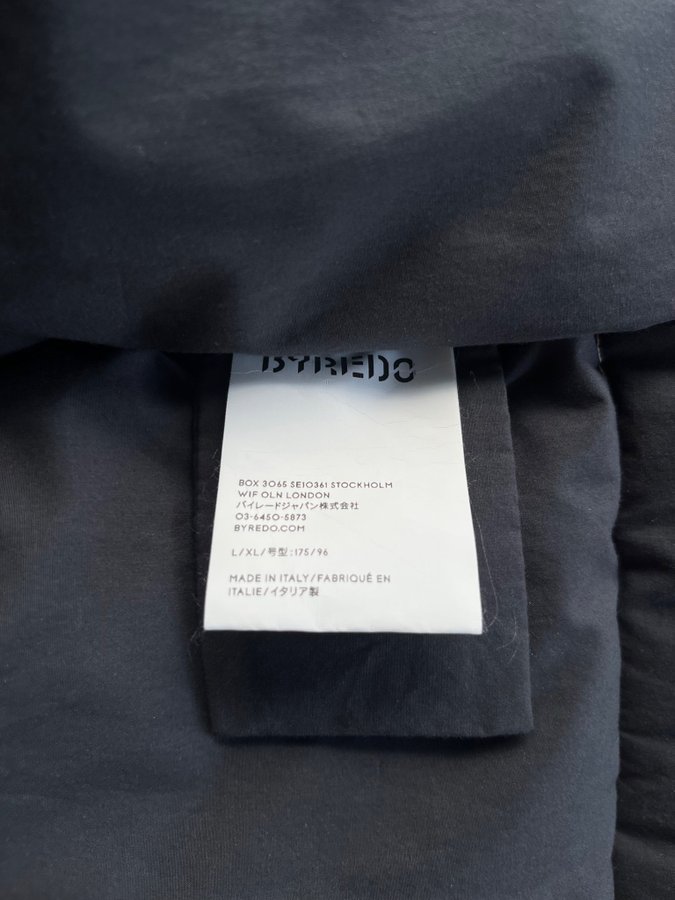 BYREDO
BOX 3065 SE10361 STOCKHOLM
W1F OLN LONDON
バイレードジャパン株式会社
03-6450-5873
BYREDO.COM
L/XL/号型:175/96
MADE IN ITALY/FABRIQUÉ EN
ITALIE/イタリア製